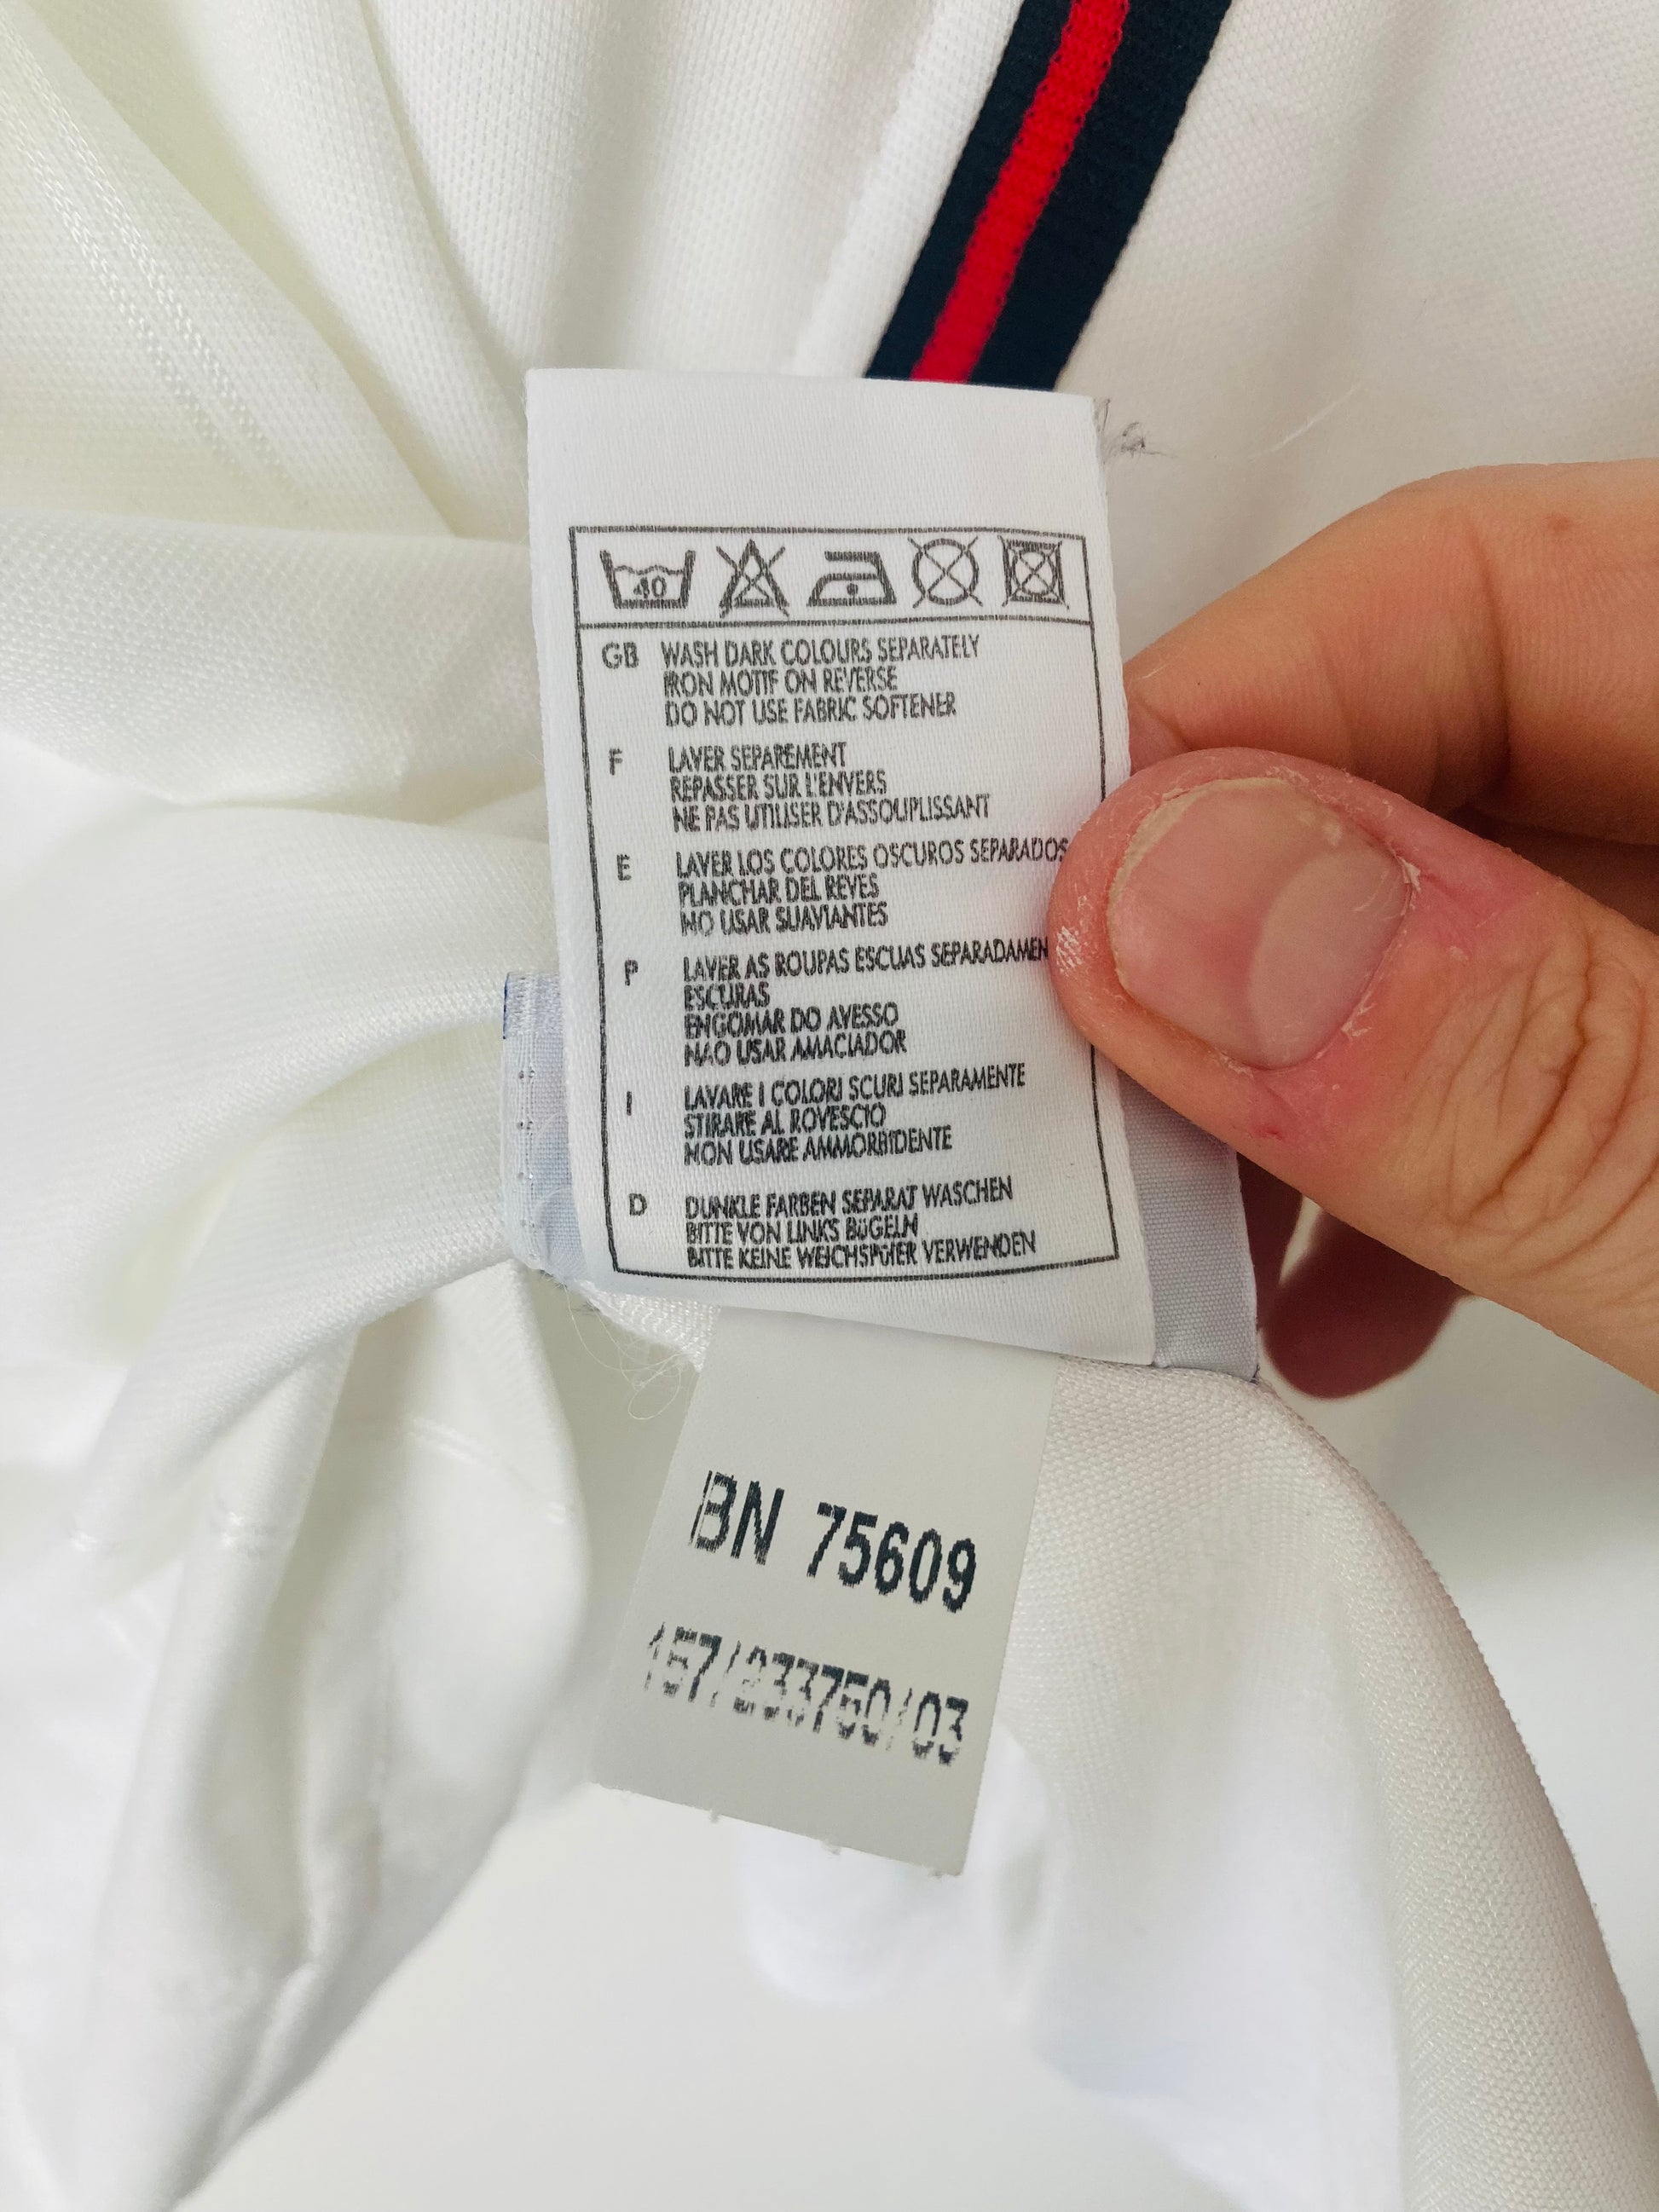 40
GB WASH DARK COLOURS SEPARATELY
IRON MOTIF ON REVERSE
DO NOT USE FABRIC SOFTENER
F LAVER SEPAREMENT
REPASSER SUR L'ENVERS
NE PAS UTILISER D'ASSOUPLISSANT
E LAVER LOS COLORES OSCUROS SEPARADOS
PLANCHAR DEL REVES
NO USAR SUAVIANTES
P LAVER AS ROUPAS ESCUAS SEPARADAMEN
ESCURAS
ENGOMAR DO AVESSO
NAO USAR AMACIADOR
I LAVARE I COLORI SCURI SEPARAMENTE
STIRARE AL ROVESCIO
NON USARE AMMORBIDENTE
D DUNKLE FARBEN SEPARAT WASCHEN
BITTE VON LINKS BüGELN
BITTE KEINE VERWENDEN
BN 75609
157/233750/03